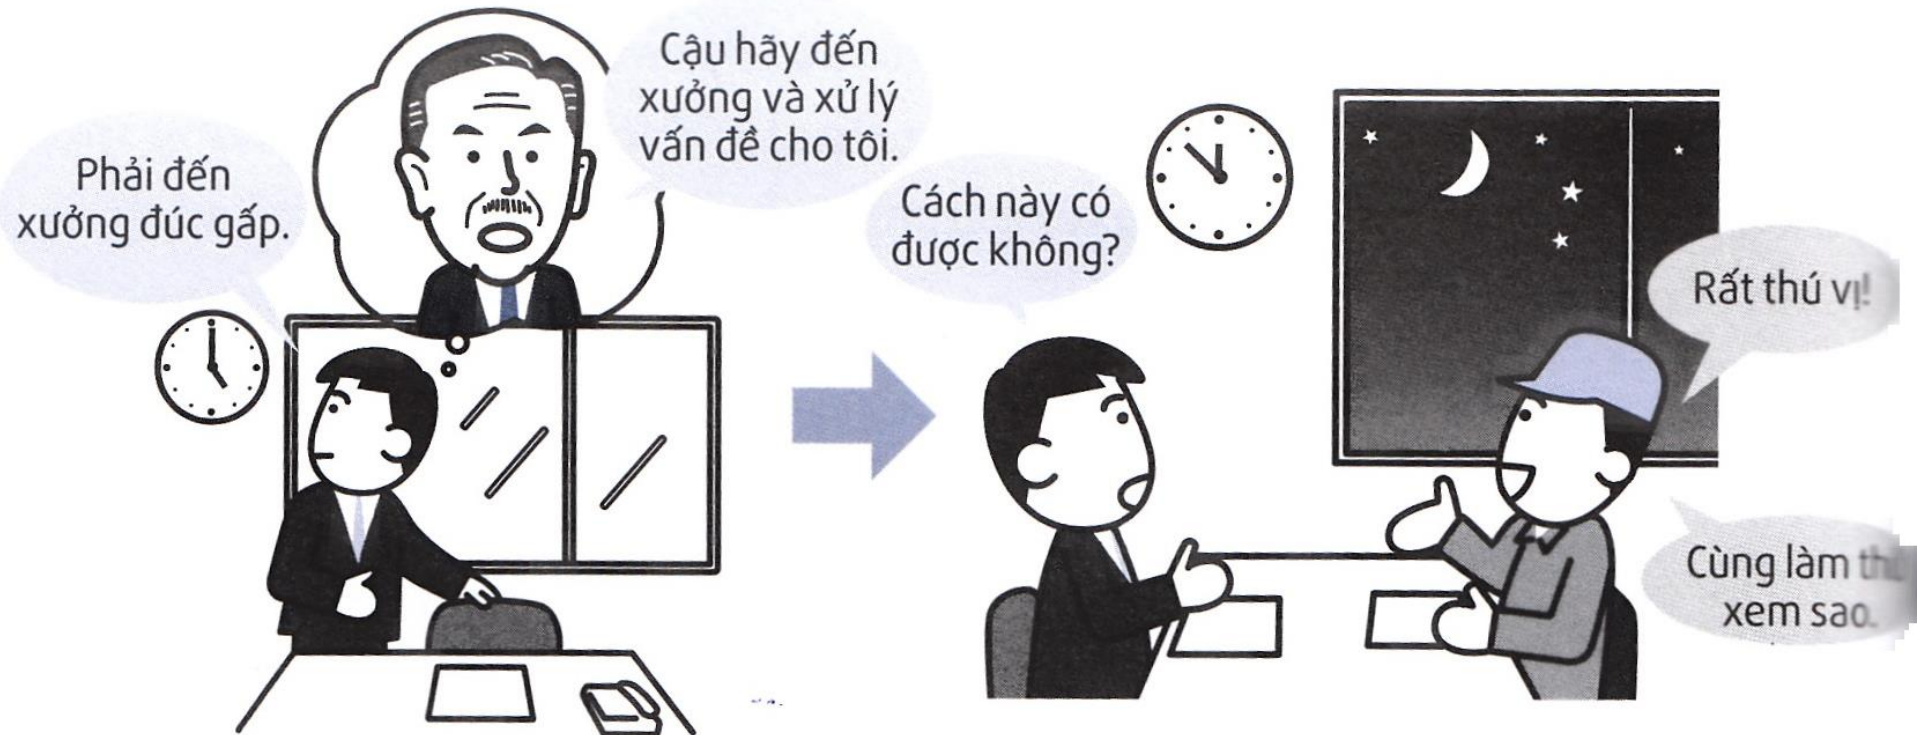 Phải đến
xưởng đúc gấp.
Cậu hãy đến
xưởng và xử lý
vấn đề cho tôi.
Cách này có
được không?
Rất thú vị!
Cùng làm
xem sao.